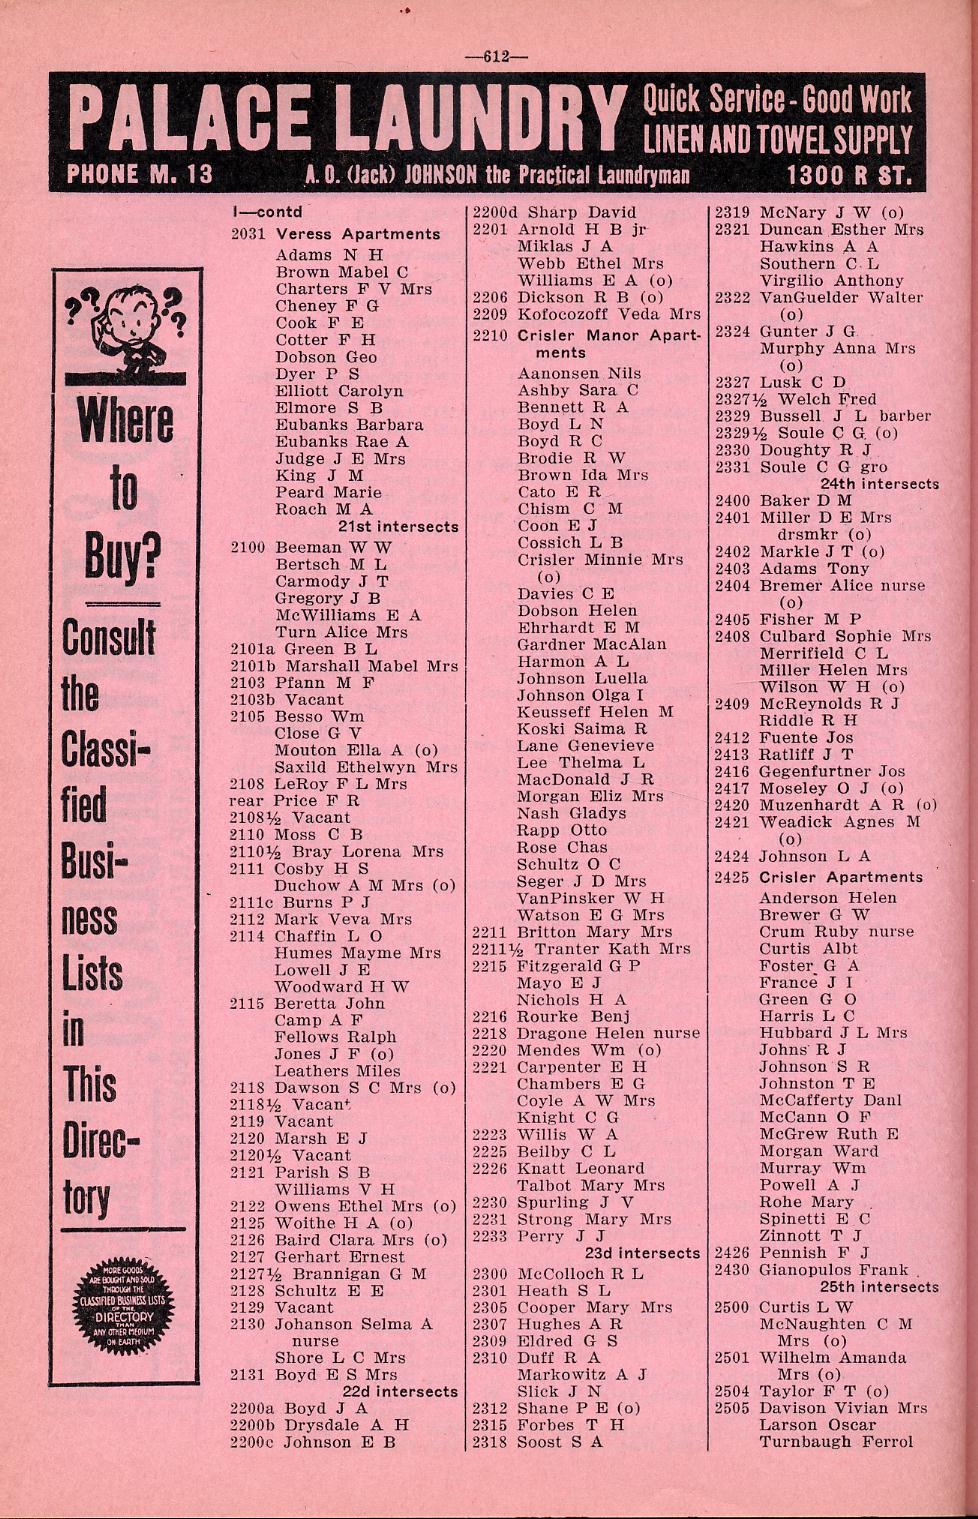 —612—
PALACE LAUNDRY
Quick Service - Good Work
LINEN AND TOWEL SUPPLY
PHONE M. 13
A. O. (Jack) JOHNSON the Practical Laundryman
1300 R ST.
??
??
Where
to
Buy?
Consult
the
Classi-
fied
Busi-
ness
Lists
in
This
Direc-
tory
MORE GOODS
ARE BOUGHT AND SOLD
THROUGH THE
CLASSIFIED BUSINESS LISTS
OF THE
DIRECTORY
THAN
ANY OTHER MEDIUM
ON EARTH
I—contd
2031 Veress Apartments
Adams N H
Brown Mabel C
Charters F V Mrs
Cheney F G
Cook F E
Cotter F H
Dobson Geo
Dyer P S
Elliott Carolyn
Elmore S B
Eubanks Barbara
Eubanks Rae A
Judge J E Mrs
King J M
Peard Marie
Roach M A
21st intersects
2100 Beeman W W
Bertsch M L
Carmody J T
Gregory J B
McWilliams E A
Turn Alice Mrs
2101a Green B L
2101b Marshall Mabel Mrs
2103 Pfann M F
2103b Vacant
2105 Besso Wm
Close G V
Mouton Ella A (o)
Saxild Ethelwyn Mrs
2108 LeRoy F L Mrs
rear Price F R
2108½ Vacant
2110 Moss C B
2110½ Bray Lorena Mrs
2111 Cosby H S
Duchow A M Mrs (o)
2111c Burns P J
2112 Mark Veva Mrs
2114 Chaffin L O
Humes Mayme Mrs
Lowell J E
Woodward H W
2115 Beretta John
Camp A F
Fellows Ralph
Jones J F (o)
Leathers Miles
2118 Dawson S C Mrs (o)
2118½ Vacant
2119 Vacant
2120 Marsh E J
2120½ Vacant
2121 Parish S B
Williams V H
2122 Owens Ethel Mrs (o)
2125 Woithe H A (o)
2126 Baird Clara Mrs (o)
2127 Gerhart Ernest
2127½ Brannigan G M
2128 Schultz E E
2129 Vacant
2130 Johanson Selma A
nurse
Shore L C Mrs
2131 Boyd E S Mrs
22d intersects
2200a Boyd J A
2200b Drysdale A H
2200c Johnson E B
2200d Sharp David
2201 Arnold H B jr
Miklas J A
Webb Ethel Mrs
Williams E A (o)
2206 Dickson R B (o)
2209 Kofocozoff Veda Mrs
2210 Crisler Manor Apart-
ments
Aanonsen Nils
Ashby Sara C
Bennett R A
Boyd L N
Boyd R C
Brodie R W
Brown Ida Mrs
Cato E R
Chism C M
Coon E J
Cossich L B
Crisler Minnie Mrs
(o)
Davies C E
Dobson Helen
Ehrhardt E M
Gardner MacAlan
Harmon A L
Johnson Luella
Johnson Olga I
Keusseff Helen M
Koski Saima R
Lane Genevieve
Lee Thelma L
MacDonald J R
Morgan Eliz Mrs
Nash Gladys
Rapp Otto
Rose Chas
Schultz O C
Seger J D Mrs
VanPinsker W H
Watson E G Mrs
2211 Britton Mary Mrs
2211½ Tranter Kath Mrs
2215 Fitzgerald G P
Mayo E J
Nichols H A
2216 Rourke Benj
2218 Dragone Helen nurse
2220 Mendes Wm (o)
2221 Carpenter E H
Chambers E G
Coyle A W Mrs
Knight C G
2223 Willis W A
2225 Beilby C L
2226 Knatt Leonard
Talbot Mary Mrs
2230 Spurling J V
2231 Strong Mary Mrs
2233 Perry J J
23d intersects
2300 McColloch R L
2301 Heath S L
2305 Cooper Mary Mrs
2307 Hughes A R
2309 Eldred G S
2310 Duff R A
Markowitz A J
Slick J N
2312 Shane P E (o)
2315 Forbes T H
2318 Soost S A
2319 McNary J W (o)
2321 Duncan Esther Mrs
Hawkins A A
Southern C L
Virgilio Anthony
2322 VanGuelder Walter
(o)
2324 Gunter J G
Murphy Anna Mrs
(o)
2327 Lusk C D
2327½ Welch Fred
2329 Bussell J L barber
2329½ Soule C G (o)
2330 Doughty R J
2331 Soule C G gro
24th intersects
2400 Baker D M
2401 Miller D E Mrs
drsmkr (o)
2402 Markle J T (o)
2403 Adams Tony
2404 Bremer Alice nurse
(o)
2405 Fisher M P
2408 Culbard Sophie Mrs
Merrifield C L
Miller Helen Mrs
Wilson W H (o)
2409 McReynolds R J
Riddle R H
2412 Fuente Jos
2413 Ratliff J T
2416 Gegenfurtner Jos
2417 Moseley O J (o)
2420 Muzenhardt A R (o)
2421 Weadick Agnes M
(o)
2424 Johnson L A
2425 Crisler Apartments
Anderson Helen
Brewer G W
Crum Ruby nurse
Curtis Albt
Foster G A
France J I
Green G O
Harris L C
Hubbard J L Mrs
Johns R J
Johnson S R
Johnston T E
McCafferty Danl
McCann O F
McGrew Ruth E
Morgan Ward
Murray Wm
Powell A J
Rohe Mary
Spinetti E C
Zinnott T J
2426 Pennish F J
2430 Gianopulos Frank
25th intersects
2500 Curtis L W
McNaughten C M
Mrs (o)
2501 Wilhelm Amanda
Mrs (o)
2504 Taylor F T (o)
2505 Davison Vivian Mrs
Larson Oscar
Turnbaugh Ferrol